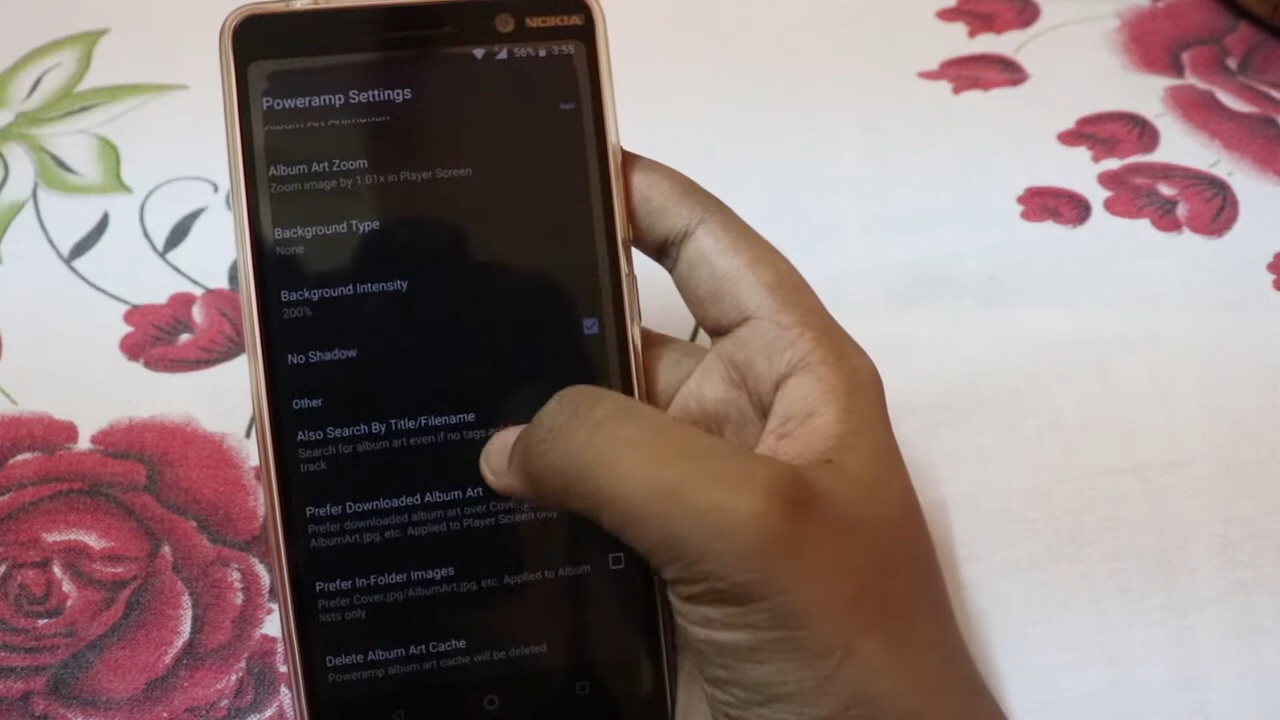 NOKIA
56% 3:55
Poweramp Settings
Album Art Animation
Album Art Zoom
Zoom image by 1.01x in Player Screen
Background Type
None
Background Intensity
200%
No Shadow
Other
Also Search By Title/Filename
Search for album art even if no tags
track
Prefer Downloaded Album Art
Prefer downloaded album art over
AlbumArt.jpg, etc. Applied to Player Screen only
Prefer In-Folder Images
Prefer Cover.jpg/AlbumArt.jpg, etc. Applied to Album
lists only
Delete Album Art Cache
Poweramp album art cache will be deleted